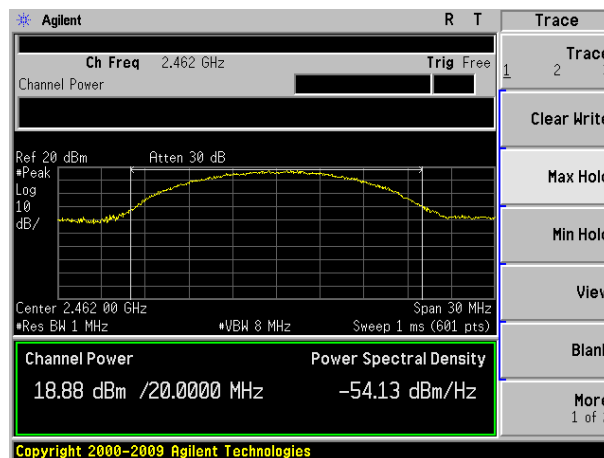 Agilent R T Trace
Ch Freq 2.462 GHz Trig Free
Channel Power
Trace
1 2
Clear Write
Max Hold
Min Hold
View
Blank
More
1 of
Ref 20 dBm Atten 30 dB
#Peak
Log
10
dB/
Center 2.462 00 GHz Span 30 MHz
#Res BW 1 MHz #VBW 8 MHz Sweep 1 ms (601 pts)
Channel Power Power Spectral Density
18.88 dBm /20.0000 MHz -54.13 dBm/Hz
Copyright 2000-2009 Agilent Technologies